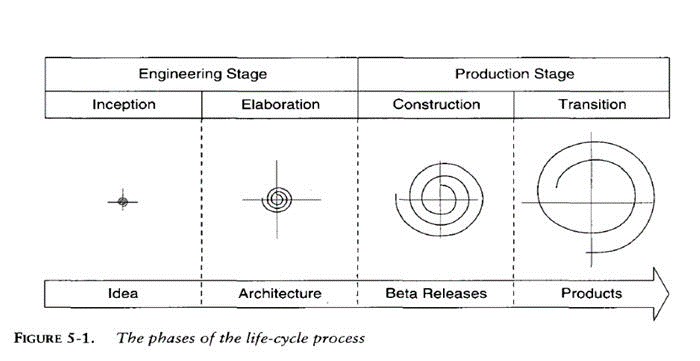 Engineering Stage Production Stage
Inception Elaboration Construction Transition
Idea Architecture Beta Releases Products
FIGURE 5-1. The phases of the life-cycle process